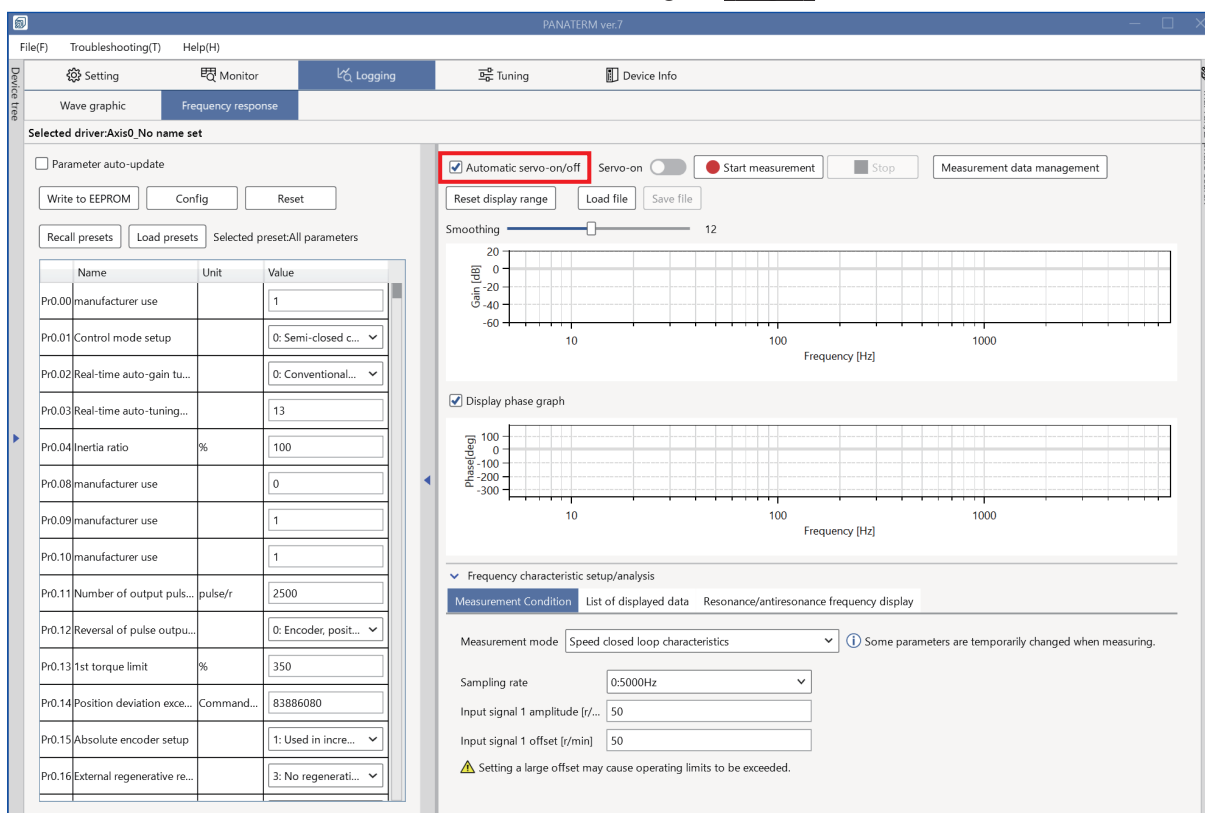 PANATERM ver.7
File(F) Troubleshooting(T) Help(H)
Device tree
Setting Monitor Logging Tuning Device Info
Wave graphic Frequency response
Selected driver:Axis0_No name set
Parameter auto-update
Write to EEPROM Config Reset
Recall presets Load presets Selected preset:All parameters
Name Unit Value
Pr0.00 manufacturer use 1
Pr0.01 Control mode setup 0: Semi-closed c...
Pr0.02 Real-time auto-gain tu... 0: Conventional...
Pr0.03 Real-time auto-tuning... 13
Pr0.04 Inertia ratio % 100
Pr0.08 manufacturer use 0
Pr0.09 manufacturer use 1
Pr0.10 manufacturer use 1
Pr0.11 Number of output puls... pulse/r 2500
Pr0.12 Reversal of pulse outpu... 0: Encoder, posit...
Pr0.13 1st torque limit % 350
Pr0.14 Position deviation exce... Command... 83886080
Pr0.15 Absolute encoder setup 1: Used in incre...
Pr0.16 External regenerative re... 3: No regenerati...
Automatic servo-on/off Servo-on Start measurement Stop Measurement data management
Reset display range Load file Save file
Smoothing 12
Gain [dB]
20
0
-20
-40
-60
10 100 1000
Frequency [Hz]
Display phase graph
Phase[deg]
100
0
-100
-200
-300
10 100 1000
Frequency [Hz]
Frequency characteristic setup/analysis
Measurement Condition List of displayed data Resonance/antiresonance frequency display
Measurement mode Speed closed loop characteristics Some parameters are temporarily changed when measuring.
Sampling rate 0:5000Hz
Input signal 1 amplitude [r/... 50
Input signal 1 offset [r/min] 50
Setting a large offset may cause operating limits to be exceeded.